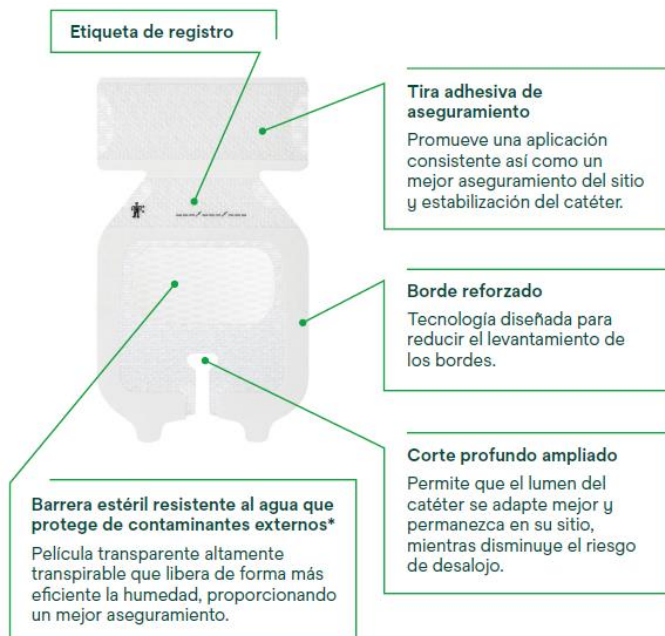 Etiqueta de registro
Tira adhesiva de
aseguramiento
Promueve una aplicación
consistente así como un
mejor aseguramiento del sitio
y estabilización del catéter.
Borde reforzado
Tecnología diseñada para
reducir el levantamiento de
los bordes.
Corte profundo ampliado
Permite que el lumen del
catéter se adapte mejor y
permanezca en su sitio,
mientras disminuye el riesgo
de desalojo.
Barrera estéril resistente al agua que
protege de contaminantes externos*
Película transparente altamente
transpirable que libera de forma más
eficiente la humedad, proporcionando
un mejor aseguramiento.